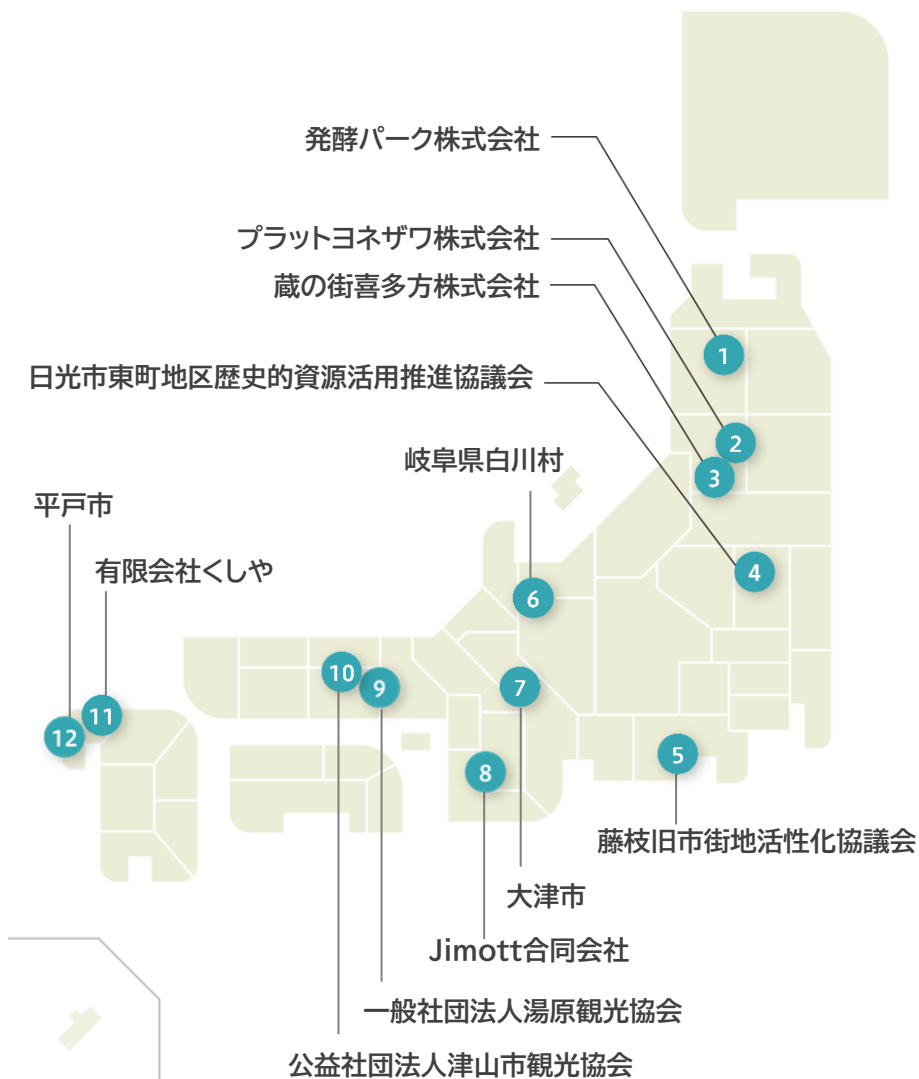 発酵パーク株式会社
プラットヨネザワ株式会社
蔵の街喜多方株式会社
日光市東町地区歴史的資源活用推進協議会
岐阜県白川村
平戸市
有限会社くしや
1
2
3
4
6
10
9
7
11
12
5
8
藤枝旧市街地活性化協議会
大津市
Jimott合同会社
一般社団法人湯原観光協会
公益社団法人津山市観光協会